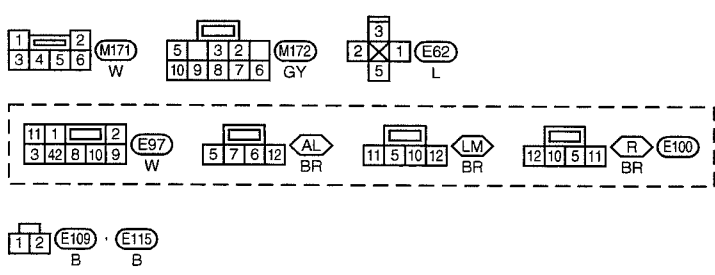 1 2 M171
3 4 5 6 W
5 3 2 M172
10 9 8 7 6 GY
3
2 1 E62
5 L
11 1 2 E97
3 42 8 10 9 W
AL
5 7 6 12 BR
LM
11 5 10 12 BR
R E100
12 10 5 11 BR
1 2 E109 · E115
B B